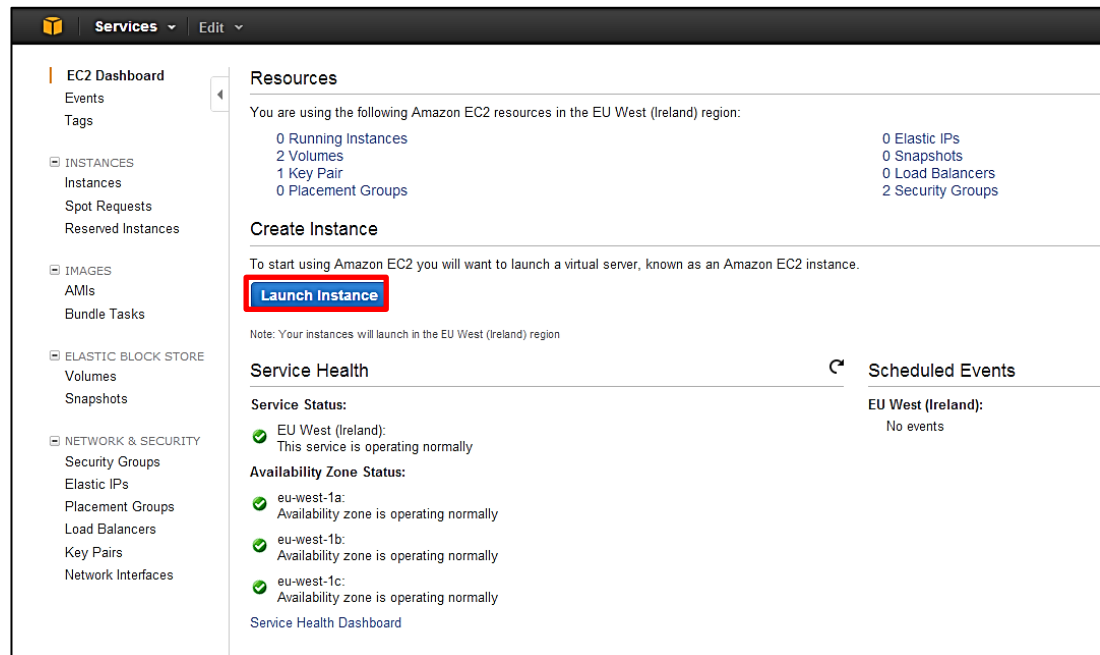 Services Edit
EC2 Dashboard
Events
Tags
INSTANCES
Instances
Spot Requests
Reserved Instances
IMAGES
AMIs
Bundle Tasks
ELASTIC BLOCK STORE
Volumes
Snapshots
NETWORK & SECURITY
Security Groups
Elastic IPs
Placement Groups
Load Balancers
Key Pairs
Network Interfaces
Resources
You are using the following Amazon EC2 resources in the EU West (Ireland) region:
0 Running Instances
2 Volumes
1 Key Pair
0 Placement Groups
0 Elastic IPs
0 Snapshots
0 Load Balancers
2 Security Groups
Create Instance
To start using Amazon EC2 you will want to launch a virtual server, known as an Amazon EC2 instance.
Launch Instance
Note: Your instances will launch in the EU West (Ireland) region
Service Health
Service Status:
EU West (Ireland):
This service is operating normally
Availability Zone Status:
eu-west-1a:
Availability zone is operating normally
eu-west-1b:
Availability zone is operating normally
eu-west-1c:
Availability zone is operating normally
Service Health Dashboard
Scheduled Events
EU West (Ireland):
No events